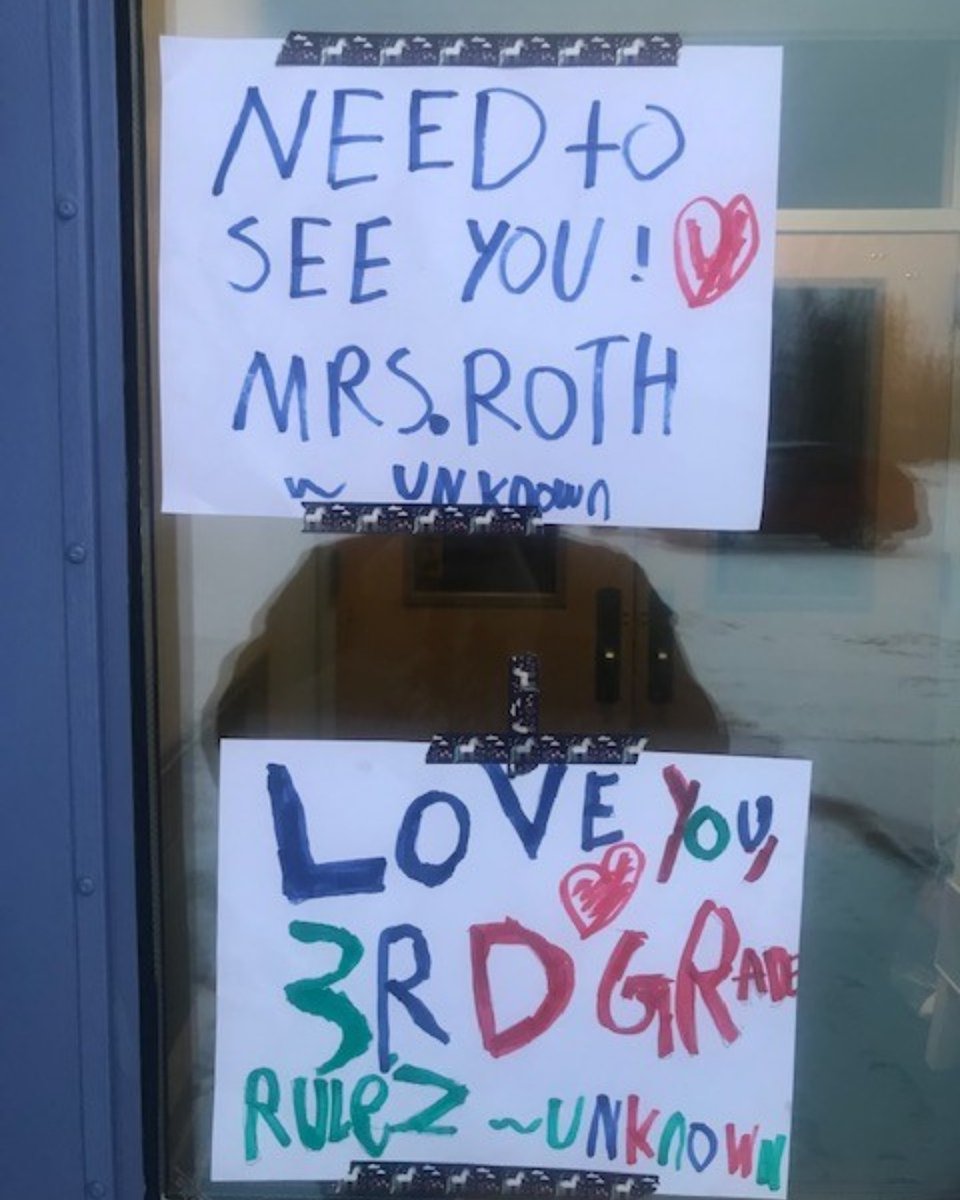 NEED to
SEE YOU!
MRS. ROTH
~ UNKnown
LOVE YOU,
3RD GRADE
RULeZ ~UNKnOWN